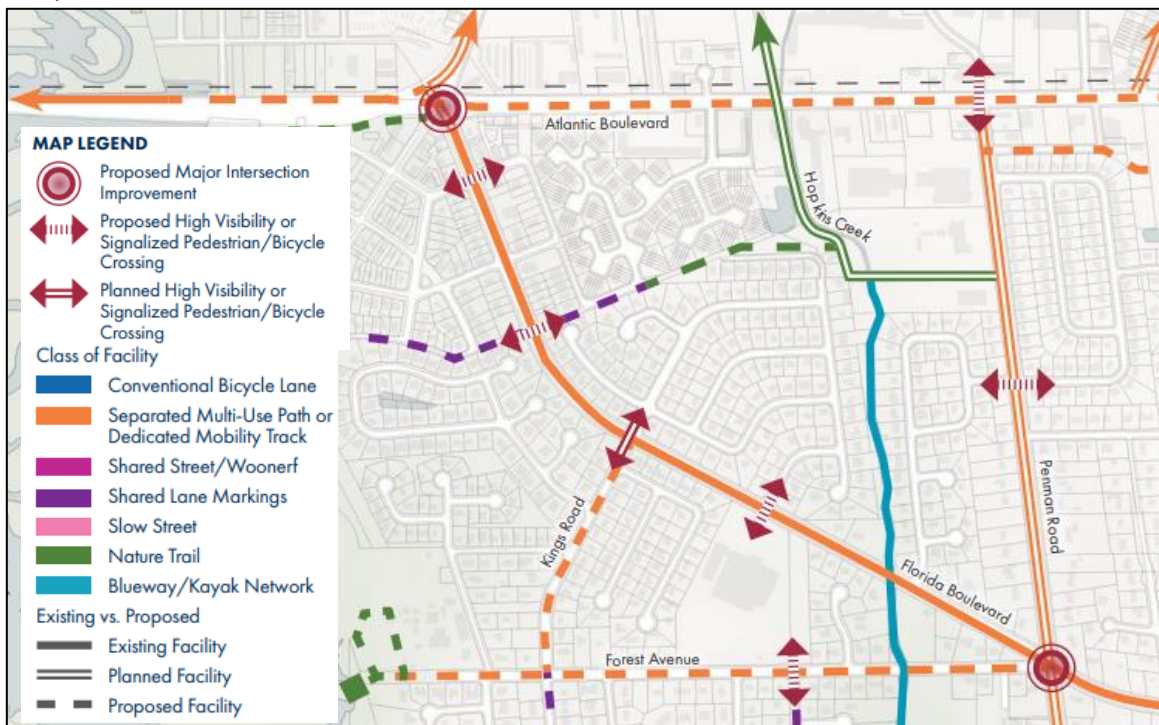 Atlantic Boulevard
MAP LEGEND
Proposed Major Intersection
Improvement
Proposed High Visibility or
Signalized Pedestrian/Bicycle
Crossing
Planned High Visibility or
Signalized Pedestrian/Bicycle
Crossing
Class of Facility
Conventional Bicycle Lane
Separated Multi-Use Path or
Dedicated Mobility Track
Shared Street/Woonerf
Shared Lane Markings
Slow Street
Nature Trail
Blueway/Kayak Network
Existing vs. Proposed
Existing Facility
Planned Facility
Proposed Facility
Hopkins Creek
Penman Road
Kings Road
Florida Boulevard
Forest Avenue